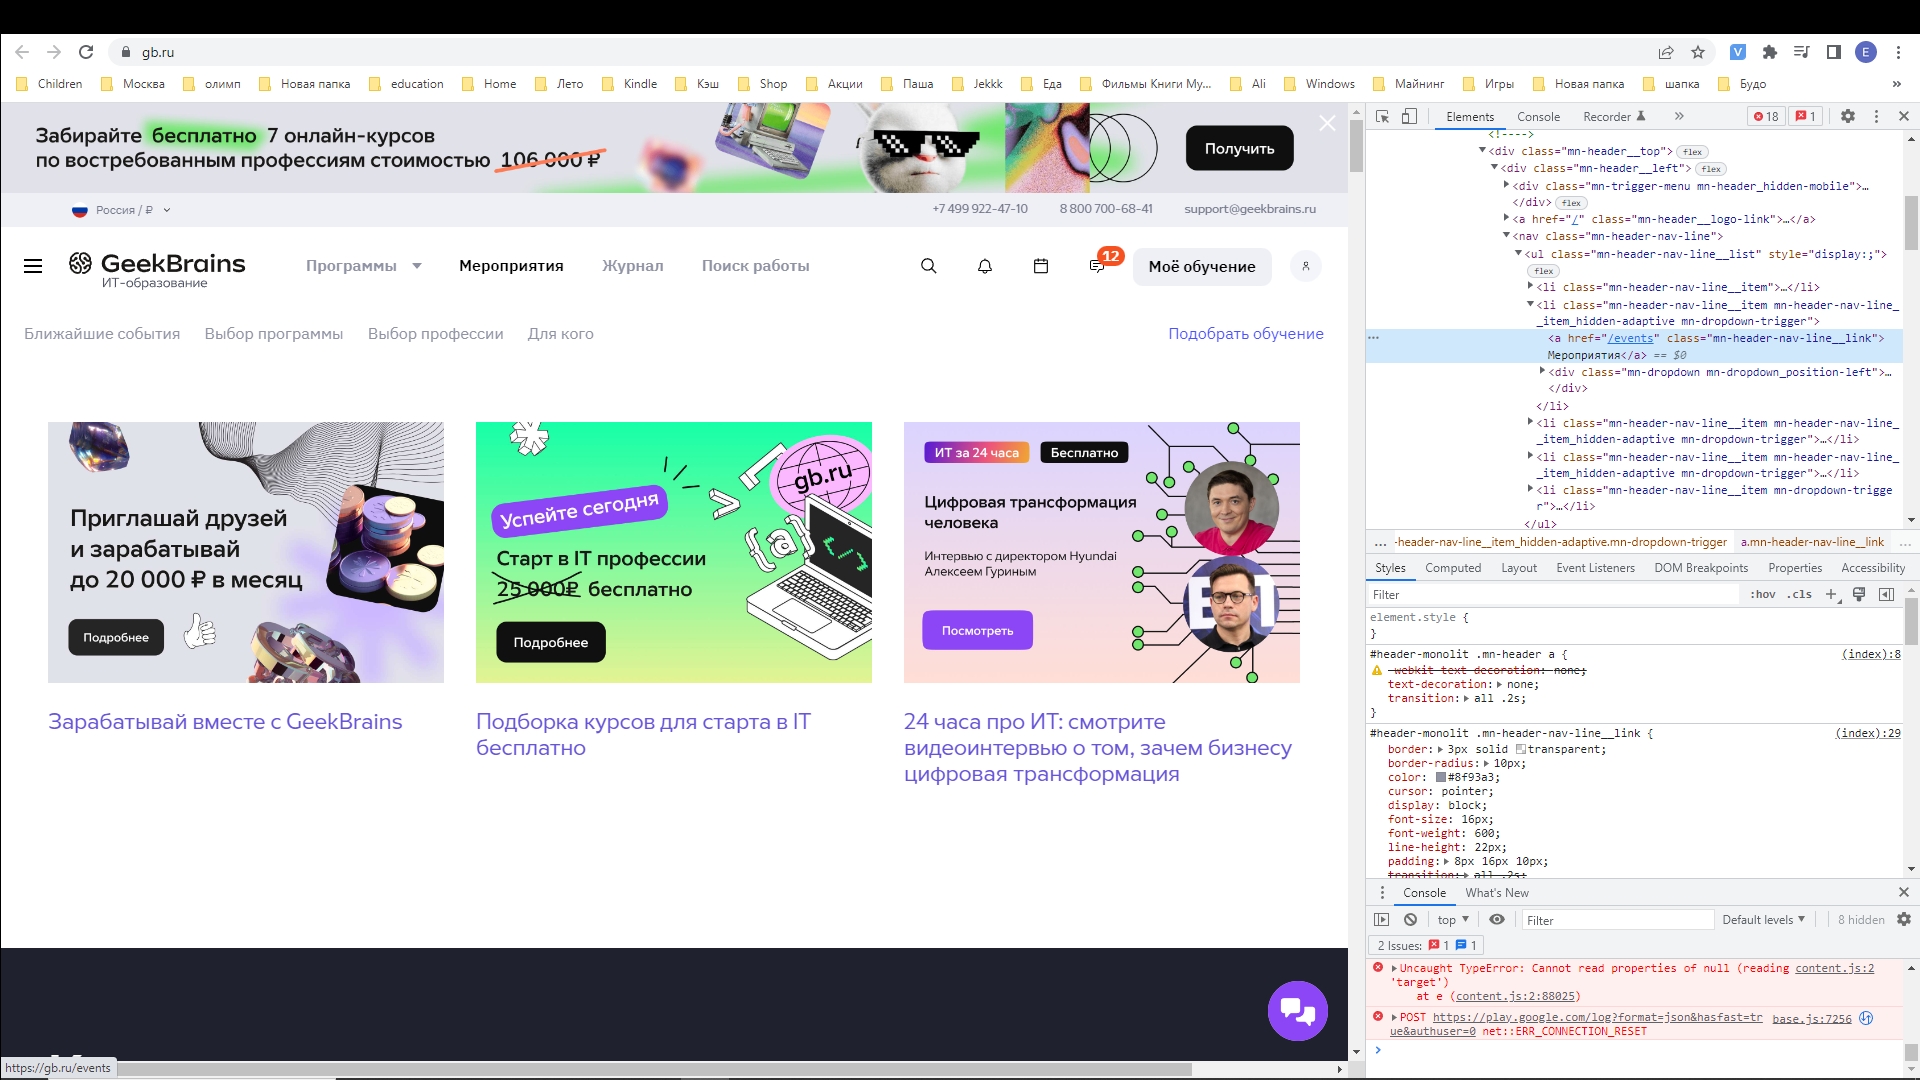 gb.ru
V
E
Children
Москва
олимп
Новая папка
education
Home
Лето
Kindle
Кэш
Shop
Акции
Паша
Jekkk
Еда
Фильмы Книги Му...
Ali
Windows
Майнинг
Игры
Новая папка
шапка
Будо
»
Забирайте бесплатно 7 онлайн-курсов
по востребованным профессиям стоимостью 106 000 ₽
Получить
Россия / ₽
+7 499 922-47-10
8 800 700-68-41
support@geekbrains.ru
GeekBrains
ИТ-образование
Программы
Мероприятия
Журнал
Поиск работы
12
Моё обучение
Ближайшие события
Выбор программы
Выбор профессии
Для кого
Подобрать обучение
Приглашай друзей
и зарабатывай
до 20 000 ₽ в месяц
Подробнее
gb.ru
Успейте сегодня
Старт в IT профессии
25 000₽ бесплатно
{a}
</>
Подробнее
ИТ за 24 часа
Бесплатно
Цифровая трансформация
человека
Интервью с директором Hyundai
Алексеем Гуриным
Посмотреть
Зарабатывай вместе с GeekBrains
Подборка курсов для старта в IT
бесплатно
24 часа про ИТ: смотрите
видеоинтервью о том, зачем бизнесу
цифровая трансформация
https://gb.ru/events
Elements
Console
Recorder
»
18
1
<!---->
<div class="mn-header__top"> flex
<div class="mn-header__left"> flex
<div class="mn-trigger-menu mn-header_hidden-mobile">…
</div> flex
<a href="/" class="mn-header__logo-link">…</a>
<nav class="mn-header-nav-line">
<ul class="mn-header-nav-line__list" style="display:;">
flex
<li class="mn-header-nav-line__item">…</li>
<li class="mn-header-nav-line__item mn-header-nav-line_
_item_hidden-adaptive mn-dropdown-trigger">
<a href="/events" class="mn-header-nav-line__link">
Мероприятия</a> == $0
<div class="mn-dropdown mn-dropdown_position-left">…
</div>
</li>
<li class="mn-header-nav-line__item mn-header-nav-line_
_item_hidden-adaptive mn-dropdown-trigger">…</li>
<li class="mn-header-nav-line__item mn-header-nav-line_
_item_hidden-adaptive mn-dropdown-trigger">…</li>
<li class="mn-header-nav-line__item mn-dropdown-trigge
r">…</li>
</ul>
... -header-nav-line__item_hidden-adaptive.mn-dropdown-trigger a.mn-header-nav-line__link ...
Styles
Computed
Layout
Event Listeners
DOM Breakpoints
Properties
Accessibility
Filter
:hov
.cls
+
element.style {
}
#header-monolit .mn-header a {
(index):8
-webkit-text-decoration: none;
text-decoration: none;
transition: all .2s;
}
#header-monolit .mn-header-nav-line__link {
(index):29
border: 3px solid transparent;
border-radius: 10px;
color: #8f93a3;
cursor: pointer;
display: block;
font-size: 16px;
font-weight: 600;
line-height: 22px;
padding: 8px 16px 10px;
transition: all .2s;
Console
What's New
top
Filter
Default levels
8 hidden
2 Issues: 1 1
Uncaught TypeError: Cannot read properties of null (reading content.js:2
'target')
at e (content.js:2:88025)
POST https://play.google.com/log?format=json&hasfast=tr base.js:7256
ue&authuser=0 net::ERR_CONNECTION_RESET